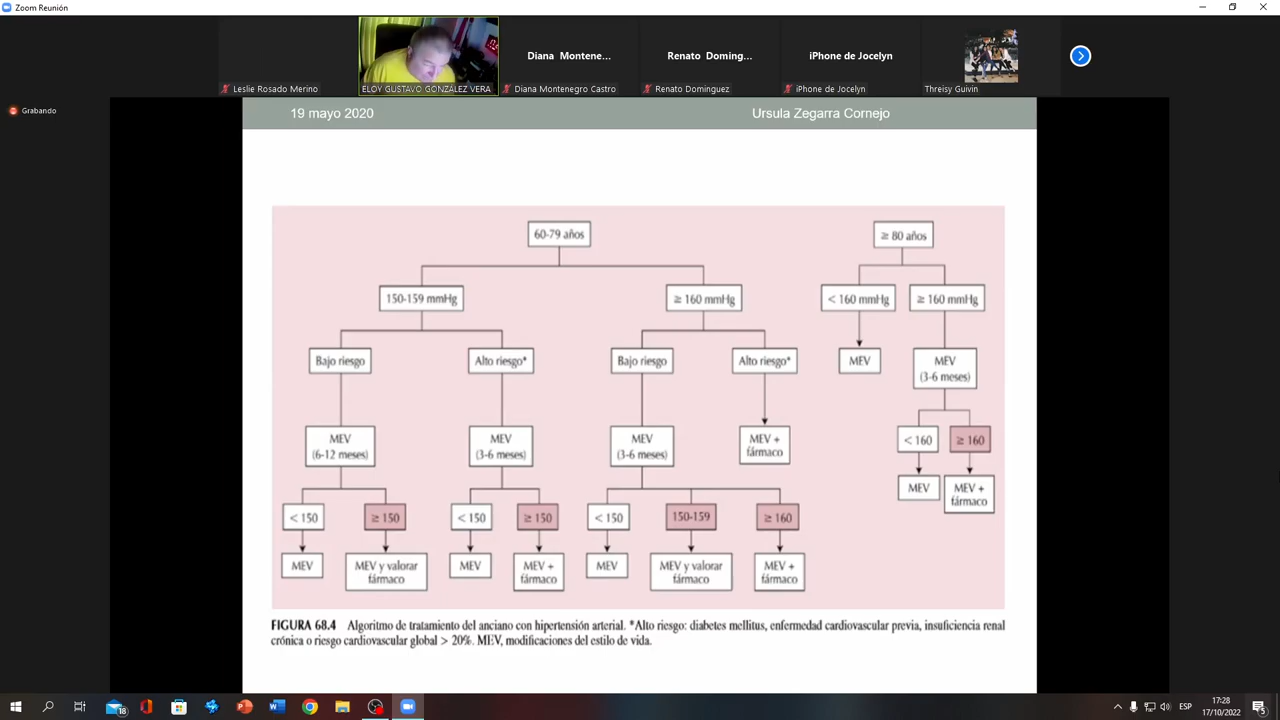 Zoom Reunión
Diana Montene...
Renato Doming...
iPhone de Jocelyn
Leslie Rosado Merino
ELOY GUSTAVO GONZÁLEZ VERA
Diana Montenegro Castro
Renato Dominguez
iPhone de Jocelyn
Threisy Guivin
Grabando
19 mayo 2020
Ursula Zegarra Cornejo
60-79 años
≥ 80 años
150-159 mmHg
≥ 160 mmHg
< 160 mmHg
≥ 160 mmHg
Bajo riesgo
Alto riesgo*
Bajo riesgo
Alto riesgo*
MEV
MEV
(3-6 meses)
MEV
(6-12 meses)
MEV
(3-6 meses)
MEV
(3-6 meses)
MEV +
fármaco
< 160
≥ 160
MEV
MEV +
fármaco
< 150
≥ 150
< 150
≥ 150
< 150
150-159
≥ 160
MEV
MEV y valorar
fármaco
MEV
MEV +
fármaco
MEV
MEV y valorar
fármaco
MEV +
fármaco
FIGURA 68.4 Algoritmo de tratamiento del anciano con hipertensión arterial. *Alto riesgo: diabetes mellitus, enfermedad cardiovascular previa, insuficiencia renal
crónica o riesgo cardiovascular global > 20%. MEV, modificaciones del estilo de vida.
18
ESP
17:28
17/10/2022
5